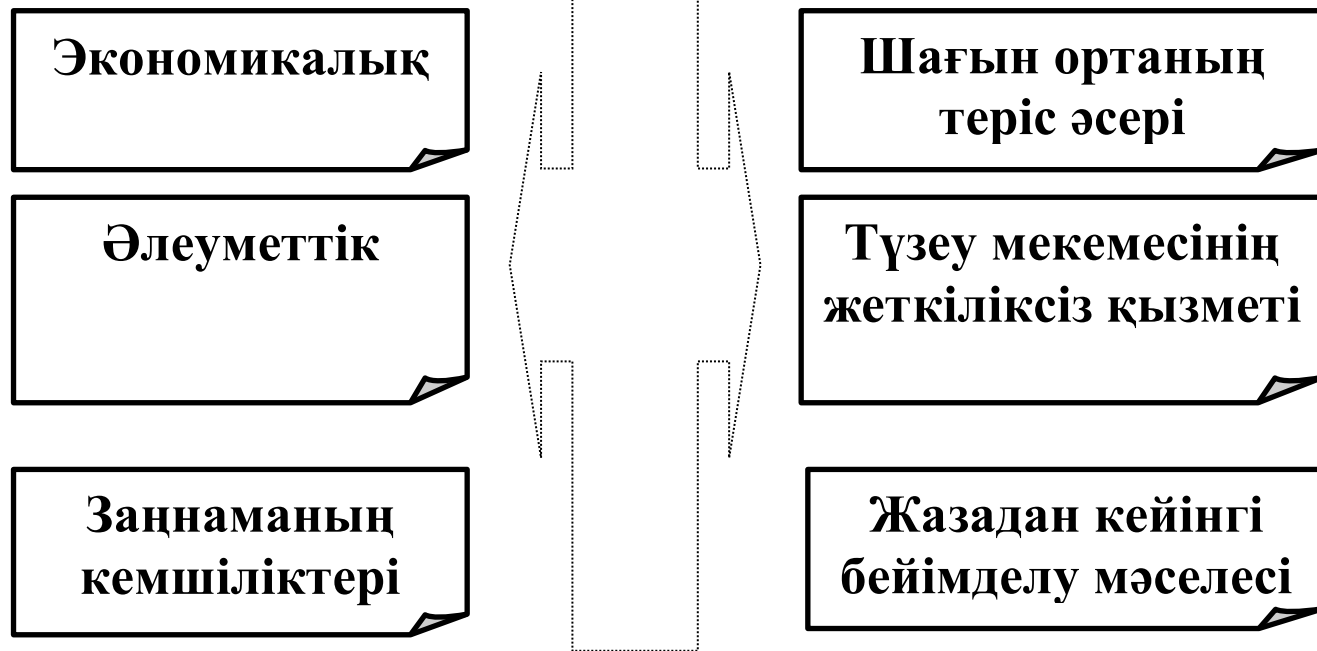 Экономикалық
Шағын ортаның
теріс әсері
Әлеуметтік
Түзеу мекемесінің
жеткіліксіз қызметі
Заңнаманың
кемшіліктері
Жазадан кейінгі
бейімделу мәселесі